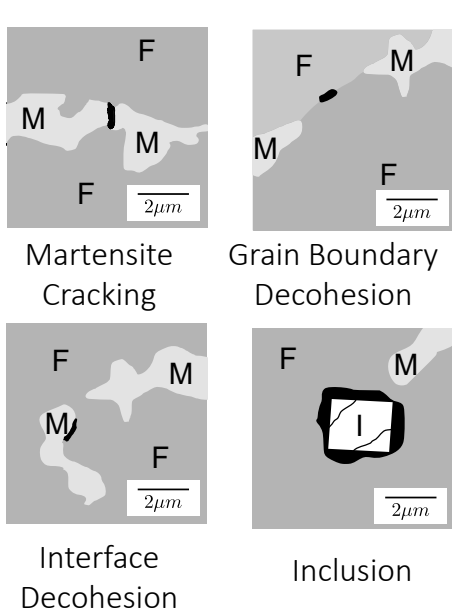 F
M
M
F
2μm
Martensite
Cracking
F
M
M
F
2μm
Grain Boundary
Decohesion
F
M
M
F
2μm
Interface
Decohesion
F
M
I
2μm
Inclusion